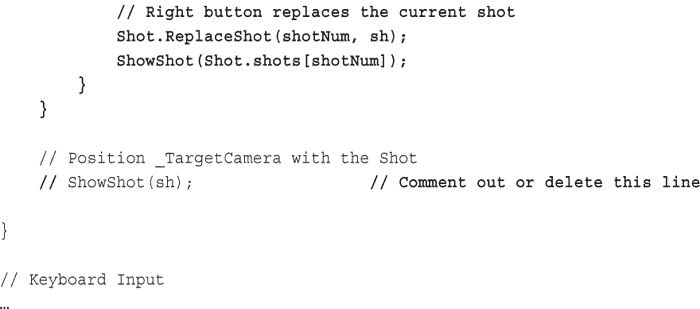 // Right button replaces the current shot
Shot.ReplaceShot(shotNum, sh);
ShowShot(Shot.shots[shotNum]);
}
}
// Position _TargetCamera with the Shot
// ShowShot(sh); // Comment out or delete this line
}
// Keyboard Input
…